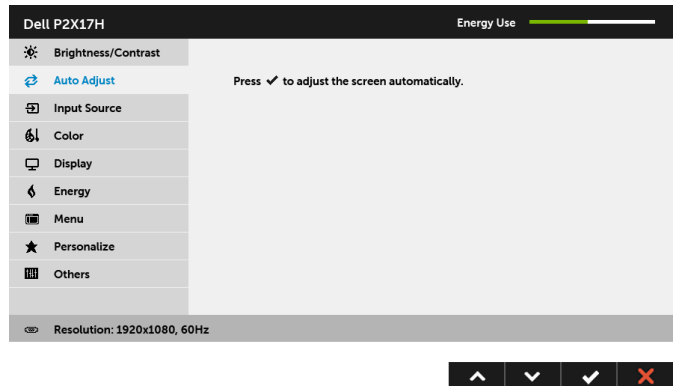 Dell P2X17H
Energy Use
Brightness/Contrast
Auto Adjust
Press ✔ to adjust the screen automatically.
Input Source
Color
Display
Energy
Menu
Personalize
Others
Resolution: 1920x1080, 60Hz